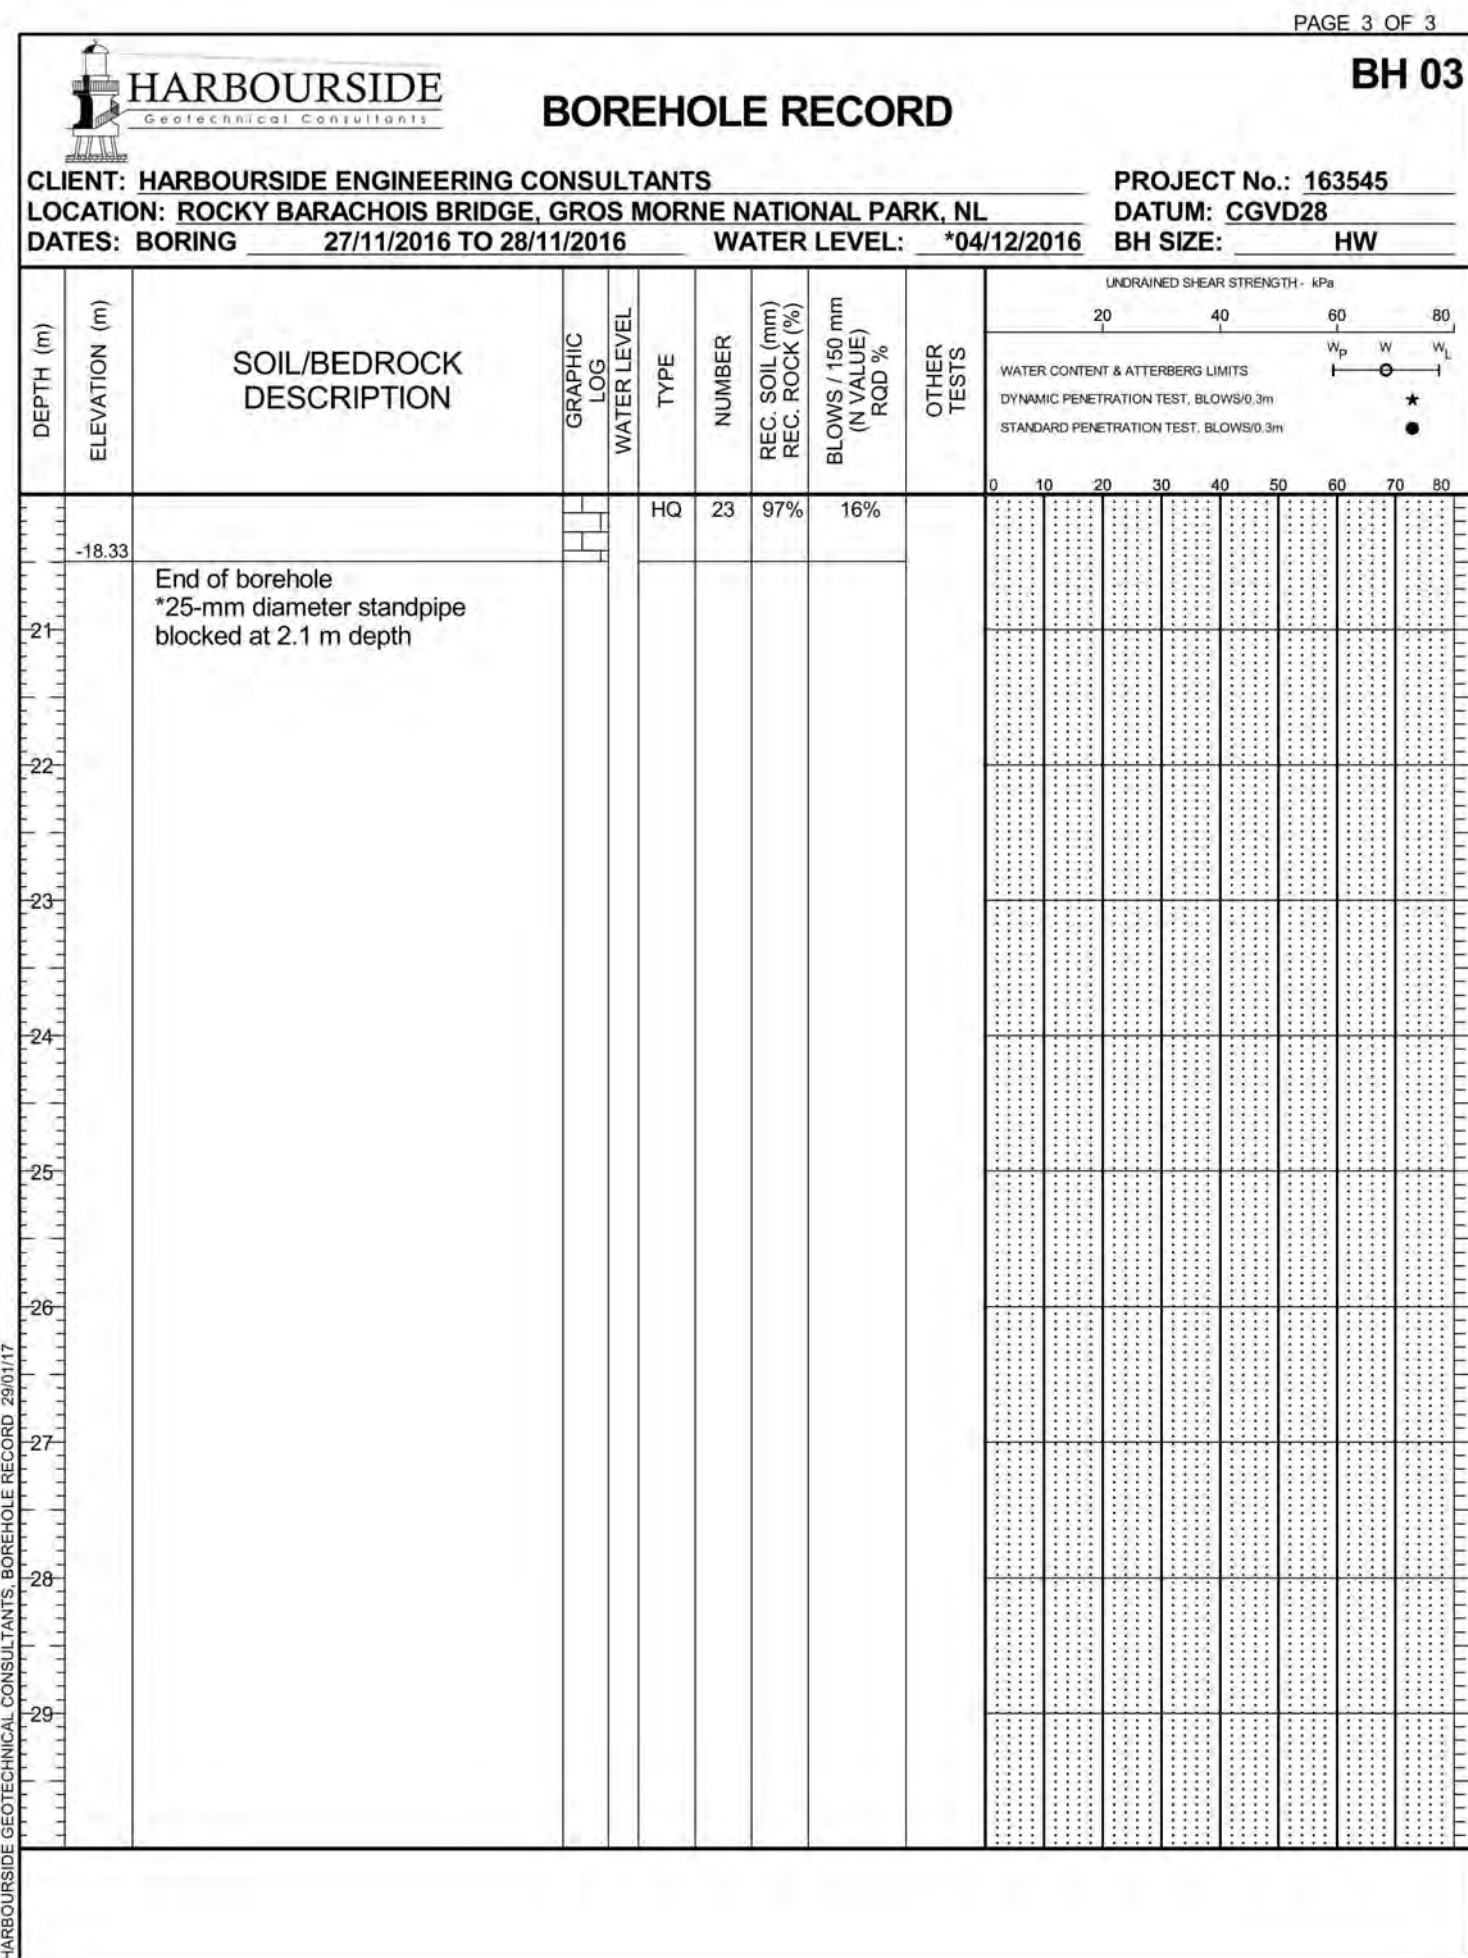 PAGE 3 OF 3
BH 03
HARBOURSIDE
Geotechnical Consultants
BOREHOLE RECORD
CLIENT: HARBOURSIDE ENGINEERING CONSULTANTS
PROJECT No.: 163545
LOCATION: ROCKY BARACHOIS BRIDGE, GROS MORNE NATIONAL PARK, NL
DATUM: CGVD28
DATES: BORING 27/11/2016 TO 28/11/2016 WATER LEVEL: *04/12/2016
BH SIZE: HW
DEPTH (m)
ELEVATION (m)
SOIL/BEDROCK
DESCRIPTION
GRAPHIC
LOG
WATER LEVEL
TYPE
NUMBER
REC. SOIL (mm)
REC. ROCK (%)
BLOWS / 150 mm
(N VALUE)
RQD %
OTHER
TESTS
UNDRAINED SHEAR STRENGTH - kPa
20 40 60 80
WP W WL
WATER CONTENT & ATTERBERG LIMITS
DYNAMIC PENETRATION TEST, BLOWS/0.3m ★
STANDARD PENETRATION TEST, BLOWS/0.3m ●
0 10 20 30 40 50 60 70 80
HQ 23 97% 16%
-18.33
End of borehole
*25-mm diameter standpipe
blocked at 2.1 m depth
21
22
23
24
25
26
27
28
29
HARBOURSIDE GEOTECHNICAL CONSULTANTS, BOREHOLE RECORD 29/01/17